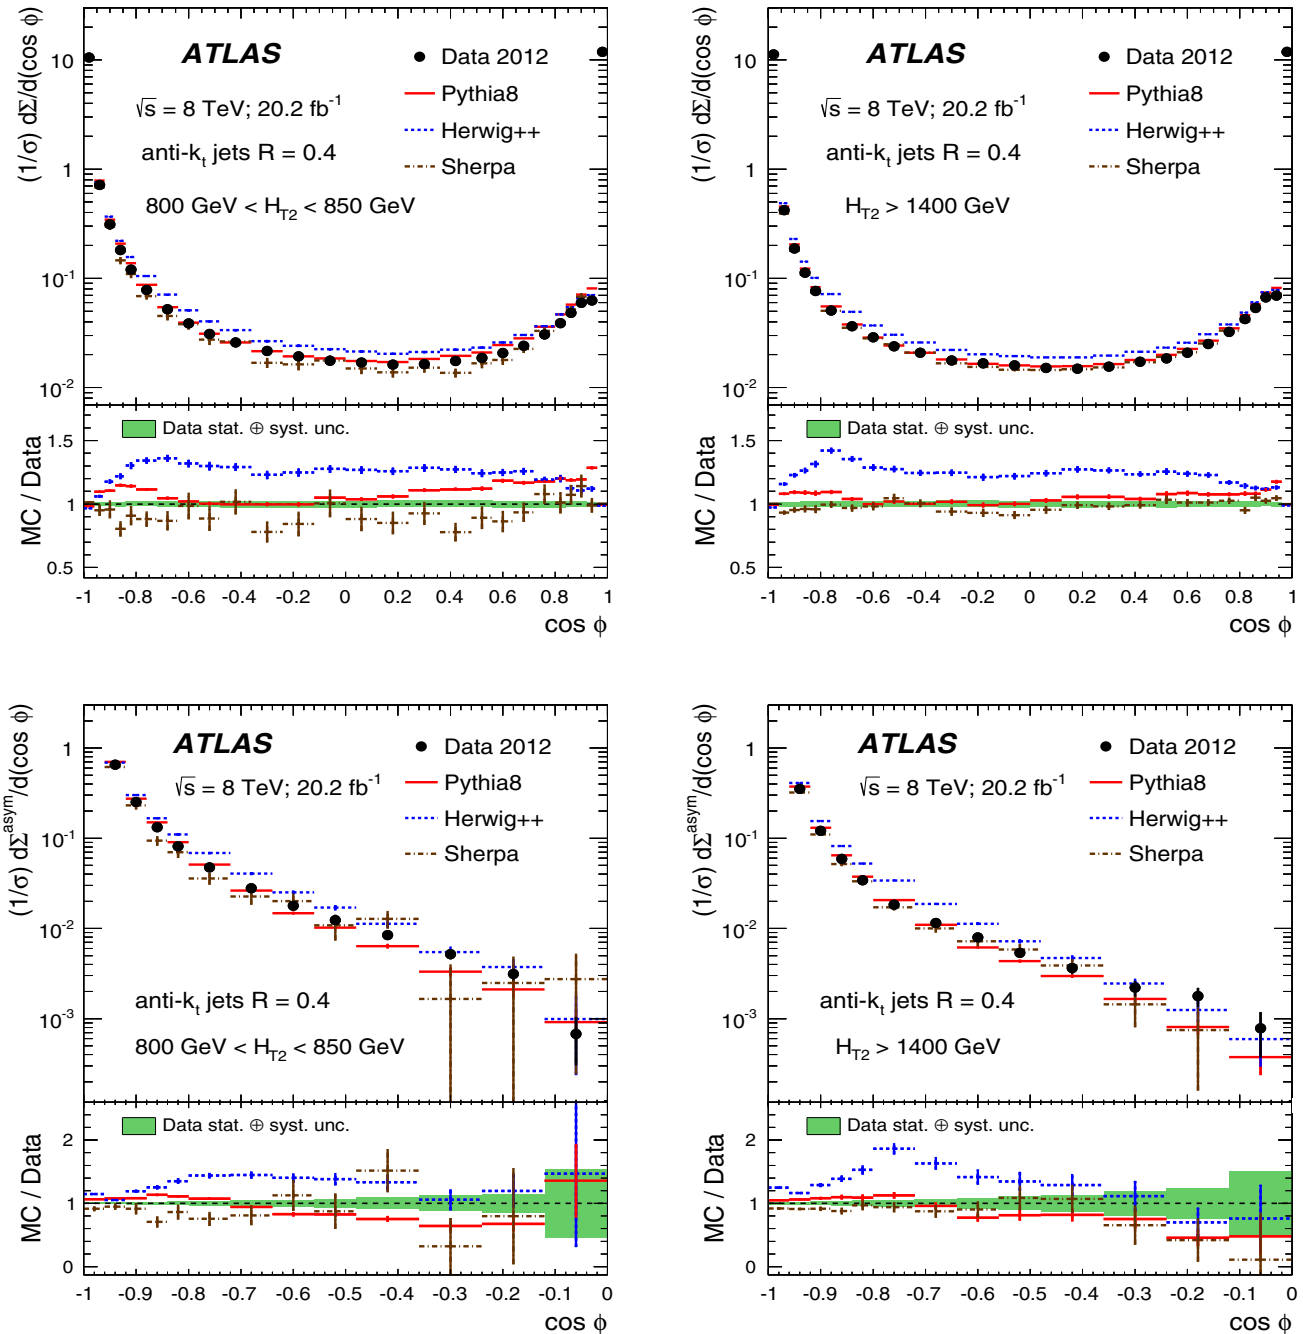 (1/σ) dΣ/d(cos ϕ)
10
1
10⁻¹
10⁻²
ATLAS
√s = 8 TeV; 20.2 fb⁻¹
anti-kₜ jets R = 0.4
800 GeV < H_T2 < 850 GeV
Data 2012
Pythia8
Herwig++
Sherpa
MC / Data
1.5
1
0.5
Data stat. ⊕ syst. unc.
-1 -0.8 -0.6 -0.4 -0.2 0 0.2 0.4 0.6 0.8 1
cos ϕ
(1/σ) dΣ/d(cos ϕ)
10
1
10⁻¹
10⁻²
ATLAS
√s = 8 TeV; 20.2 fb⁻¹
anti-kₜ jets R = 0.4
H_T2 > 1400 GeV
Data 2012
Pythia8
Herwig++
Sherpa
MC / Data
1.5
1
0.5
Data stat. ⊕ syst. unc.
-1 -0.8 -0.6 -0.4 -0.2 0 0.2 0.4 0.6 0.8 1
cos ϕ
(1/σ) dΣ^asym/d(cos ϕ)
1
10⁻¹
10⁻²
10⁻³
ATLAS
√s = 8 TeV; 20.2 fb⁻¹
Data 2012
Pythia8
Herwig++
Sherpa
anti-kₜ jets R = 0.4
800 GeV < H_T2 < 850 GeV
MC / Data
2
1
0
Data stat. ⊕ syst. unc.
-1 -0.9 -0.8 -0.7 -0.6 -0.5 -0.4 -0.3 -0.2 -0.1 0
cos ϕ
(1/σ) dΣ^asym/d(cos ϕ)
1
10⁻¹
10⁻²
10⁻³
ATLAS
√s = 8 TeV; 20.2 fb⁻¹
Data 2012
Pythia8
Herwig++
Sherpa
anti-kₜ jets R = 0.4
H_T2 > 1400 GeV
MC / Data
2
1
0
Data stat. ⊕ syst. unc.
-1 -0.9 -0.8 -0.7 -0.6 -0.5 -0.4 -0.3 -0.2 -0.1 0
cos ϕ